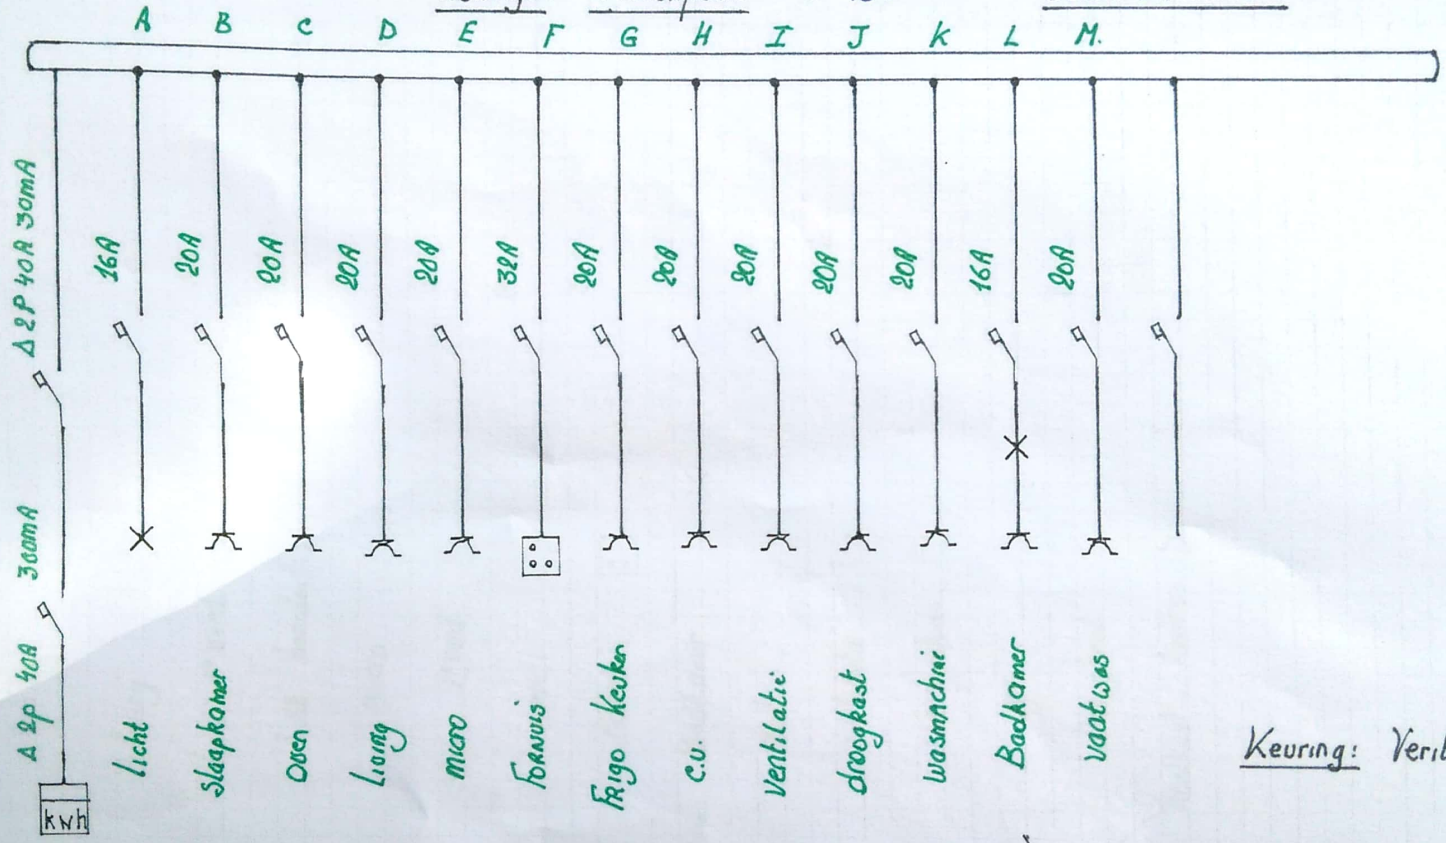 A B C D E F G H I J K L M.
Δ 2P 40A 30mA
16A
20A
20A
20A
20A
32A
20A
20A
20A
20A
20A
16A
20A
Δ 2p 40A 300mA
Licht
Slaapkamer
Oven
Living
micro
Fornuis
Frigo keuken
C.V.
Ventilatie
droogkast
Wasmachine
Badkamer
Vaatwas
kwh
Keuring: